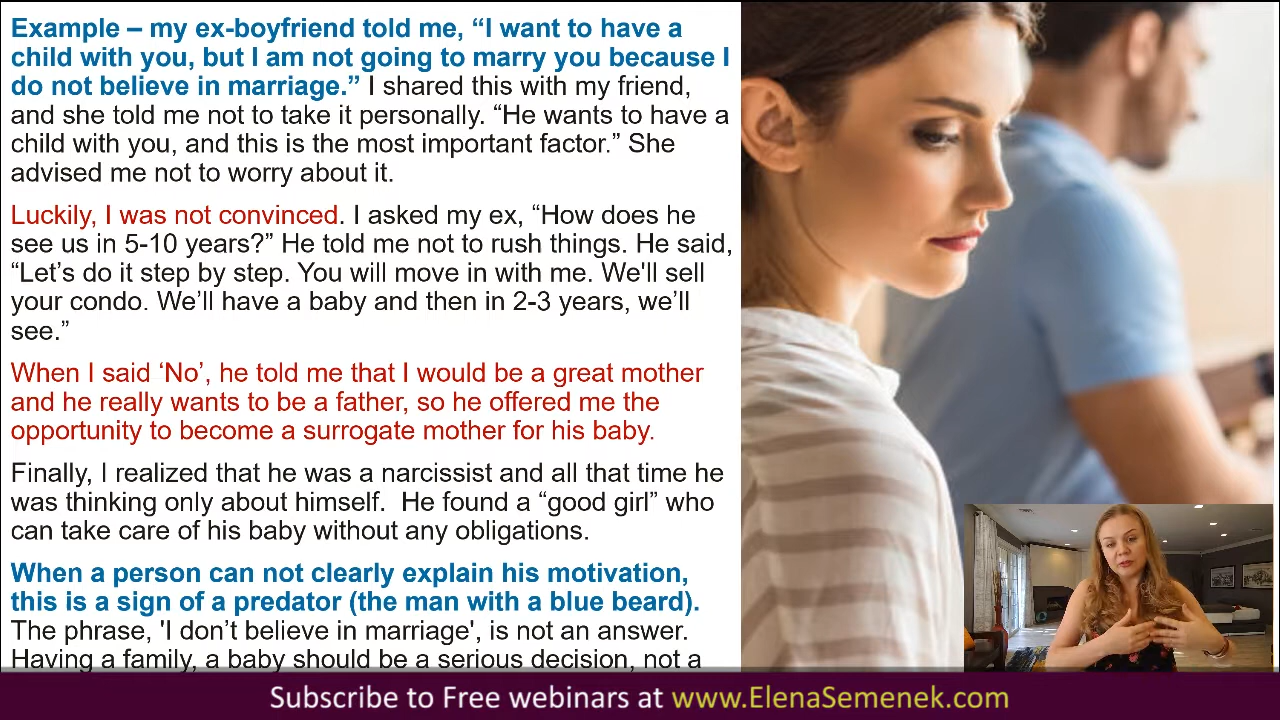 Example – my ex-boyfriend told me, “I want to have a
child with you, but I am not going to marry you because I
do not believe in marriage.” I shared this with my friend,
and she told me not to take it personally. “He wants to have a
child with you, and this is the most important factor.” She
advised me not to worry about it.
Luckily, I was not convinced. I asked my ex, “How does he
see us in 5-10 years?” He told me not to rush things. He said,
“Let’s do it step by step. You will move in with me. We'll sell
your condo. We’ll have a baby and then in 2-3 years, we’ll
see.”
When I said ‘No’, he told me that I would be a great mother
and he really wants to be a father, so he offered me the
opportunity to become a surrogate mother for his baby.
Finally, I realized that he was a narcissist and all that time he
was thinking only about himself.  He found a “good girl” who
can take care of his baby without any obligations.
When a person can not clearly explain his motivation,
this is a sign of a predator (the man with a blue beard).
The phrase, 'I don’t believe in marriage', is not an answer.
Having a family, a baby should be a serious decision, not a
Subscribe to Free webinars at www.ElenaSemenek.com